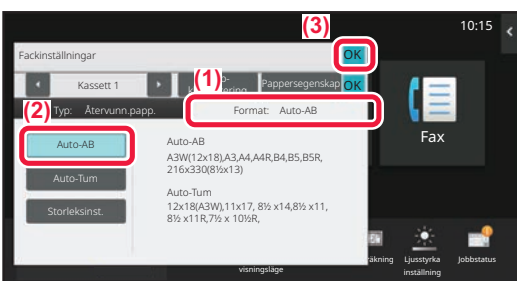 (3)
10:15
Fackinställningar
OK
Kassett 1
(1)
Pappersegenskap
OK
(2)
Typ: Återvunn.papp.
Format: Auto-AB
Auto-AB
Auto-Tum
Storleksinst.
Auto-AB
A3W(12x18),A3,A4,A4R,B4,B5,B5R,
216x330(8½x13)
Auto-Tum
12x18(A3W),11x17, 8½ x14,8½ x11,
8½ x11R,7½ x 10½R,
Fax
visningsläge
Ljusstyrka
inställning
Jobbstatus